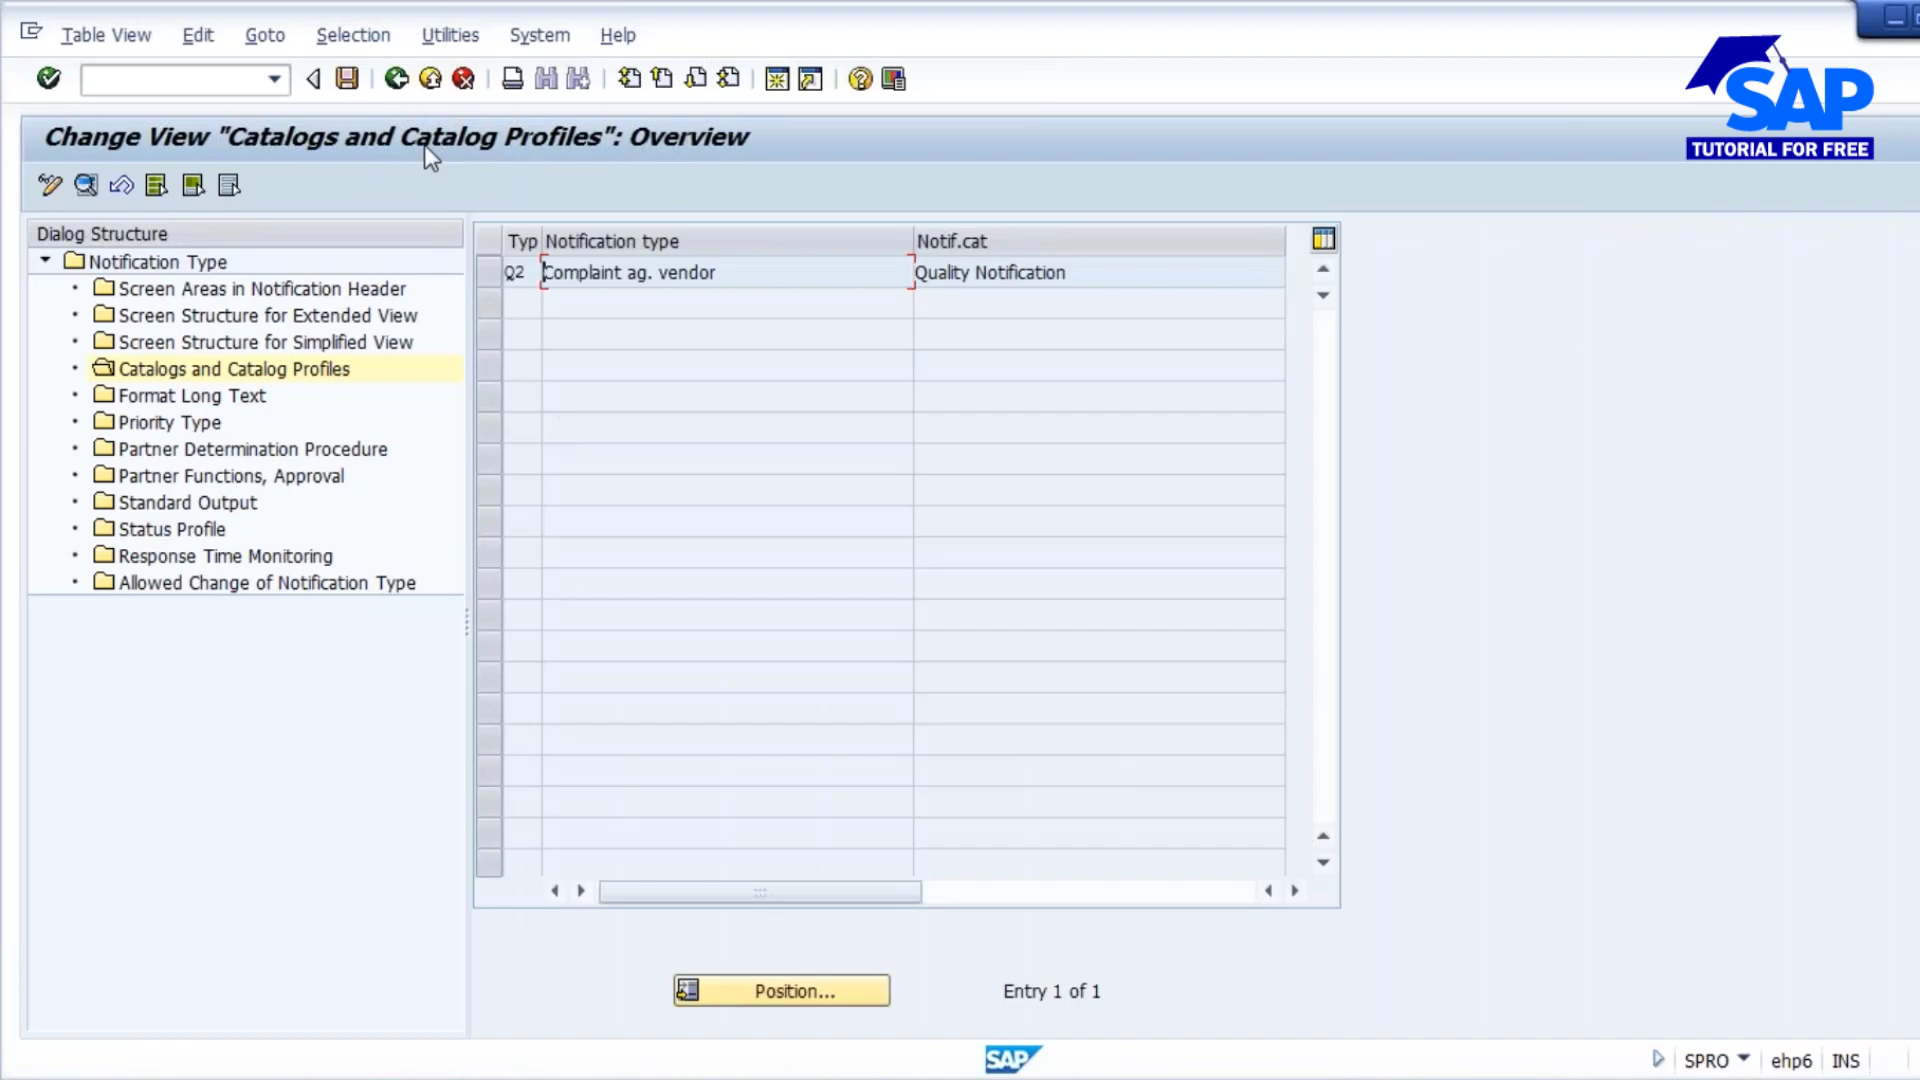 Table View Edit Goto Selection Utilities System Help
SAP
TUTORIAL FOR FREE
Change View "Catalogs and Catalog Profiles": Overview
Dialog Structure
Notification Type
Screen Areas in Notification Header
Screen Structure for Extended View
Screen Structure for Simplified View
Catalogs and Catalog Profiles
Format Long Text
Priority Type
Partner Determination Procedure
Partner Functions, Approval
Standard Output
Status Profile
Response Time Monitoring
Allowed Change of Notification Type
Typ Notification type Notif.cat
Q2 Complaint ag. vendor Quality Notification
Position... Entry 1 of 1
SAP
SPRO ehp6 INS